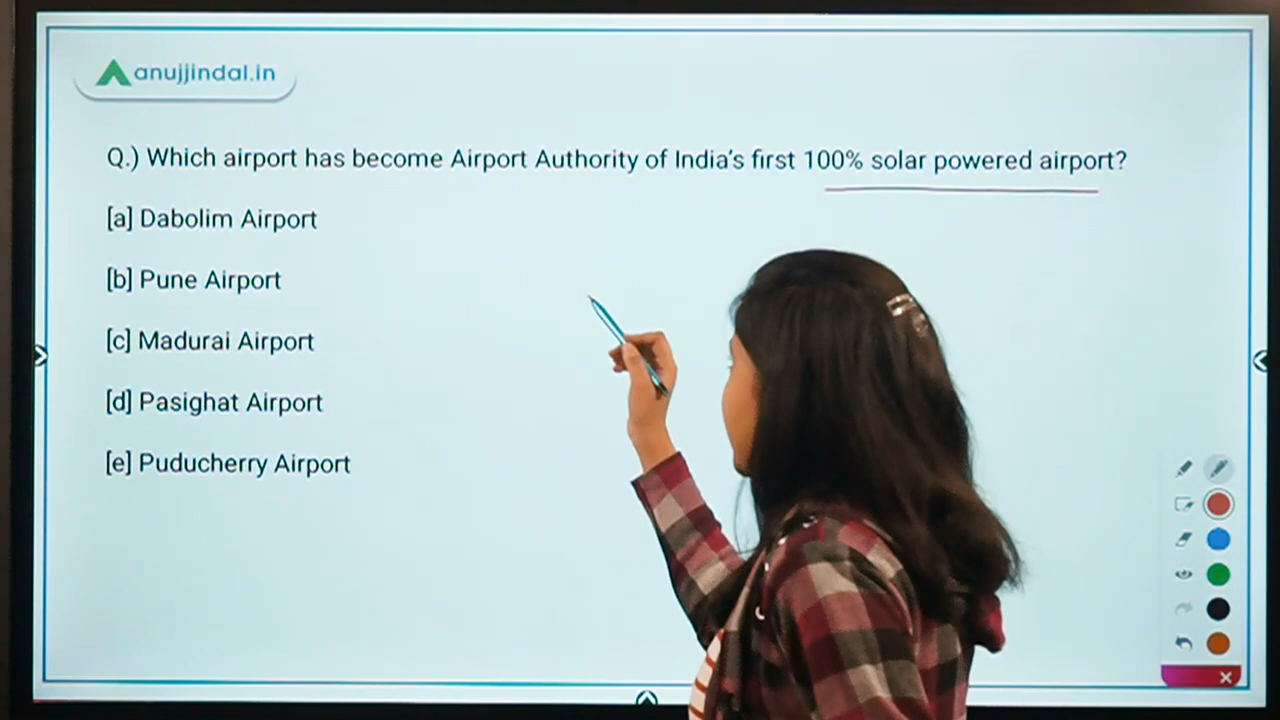 anujjindal.in
Q.) Which airport has become Airport Authority of India's first 100% solar powered airport?
[a] Dabolim Airport
[b] Pune Airport
[c] Madurai Airport
[d] Pasighat Airport
[e] Puducherry Airport